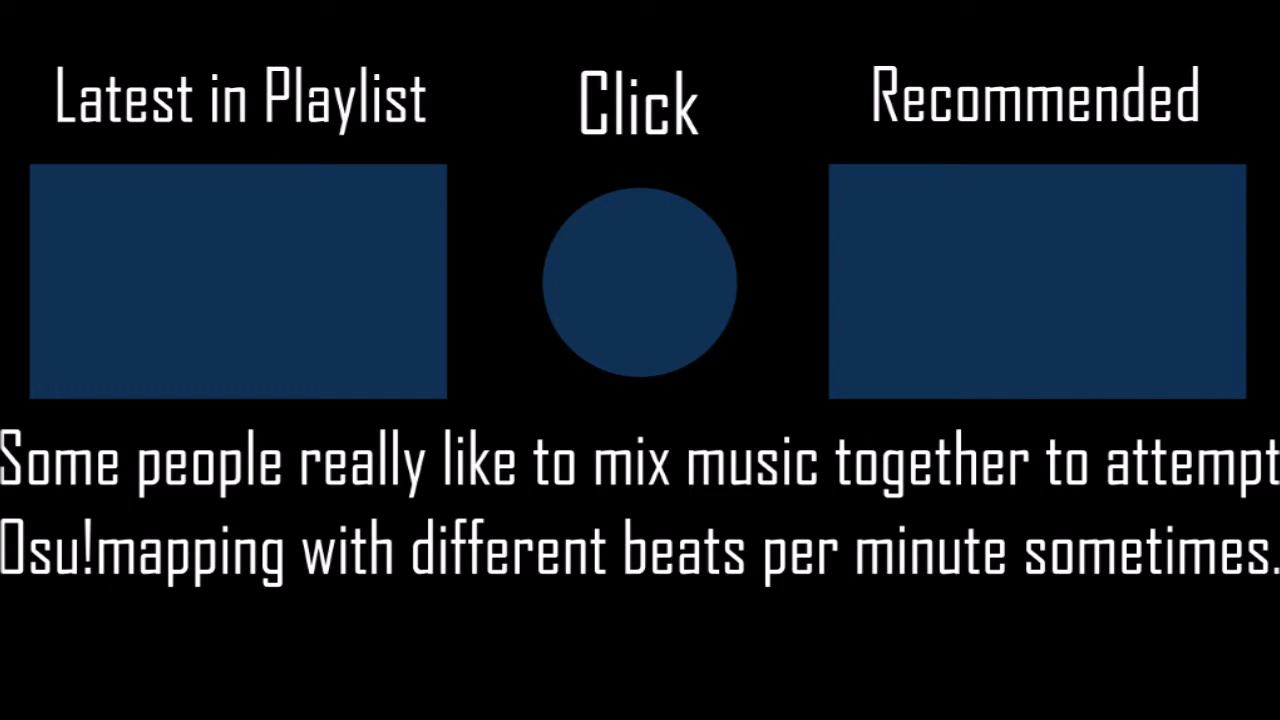 Latest in Playlist
Click
Recommended
Some people really like to mix music together to attempt
Osu!mapping with different beats per minute sometimes.